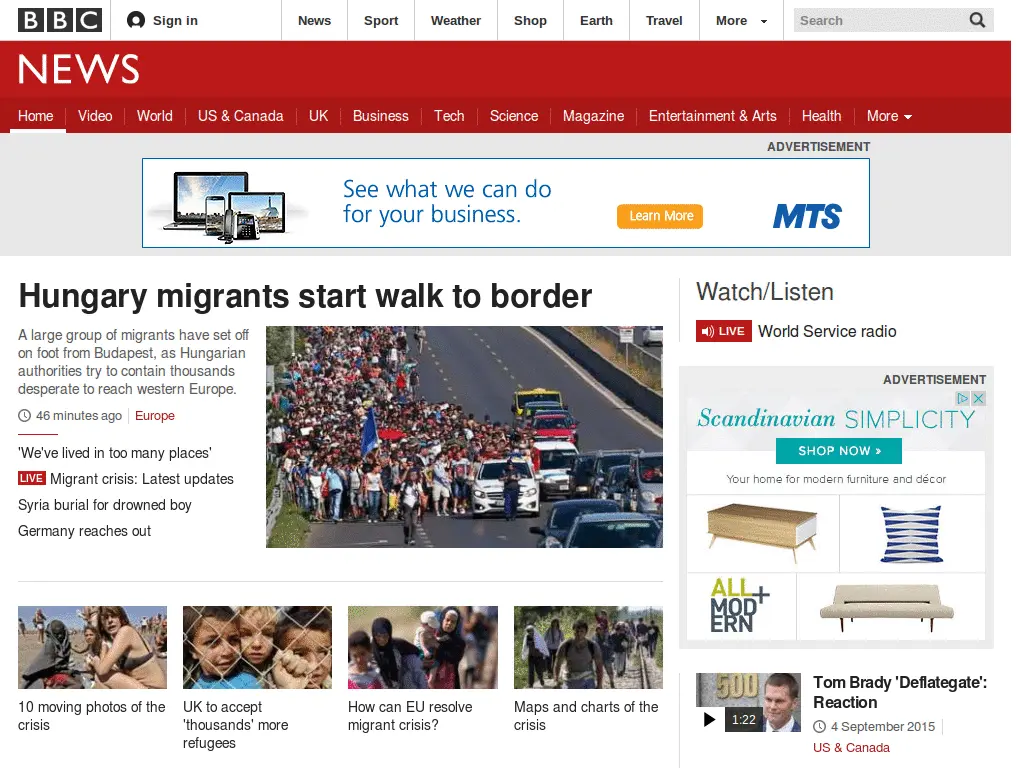 BBC
Sign in
News
Sport
Weather
Shop
Earth
Travel
More
Search
NEWS
Home
Video
World
US & Canada
UK
Business
Tech
Science
Magazine
Entertainment & Arts
Health
More
ADVERTISEMENT
See what we can do
for your business.
Learn More
MTS
Hungary migrants start walk to border
A large group of migrants have set off
on foot from Budapest, as Hungarian
authorities try to contain thousands
desperate to reach western Europe.
46 minutes ago
Europe
'We've lived in too many places'
LIVE Migrant crisis: Latest updates
Syria burial for drowned boy
Germany reaches out
10 moving photos of the
crisis
UK to accept
'thousands' more
refugees
How can EU resolve
migrant crisis?
Maps and charts of the
crisis
Watch/Listen
LIVE World Service radio
ADVERTISEMENT
Scandinavian SIMPLICITY
SHOP NOW »
Your home for modern furniture and décor
ALL+
MOD
ERN
500
1:22
Tom Brady 'Deflategate':
Reaction
4 September 2015
US & Canada